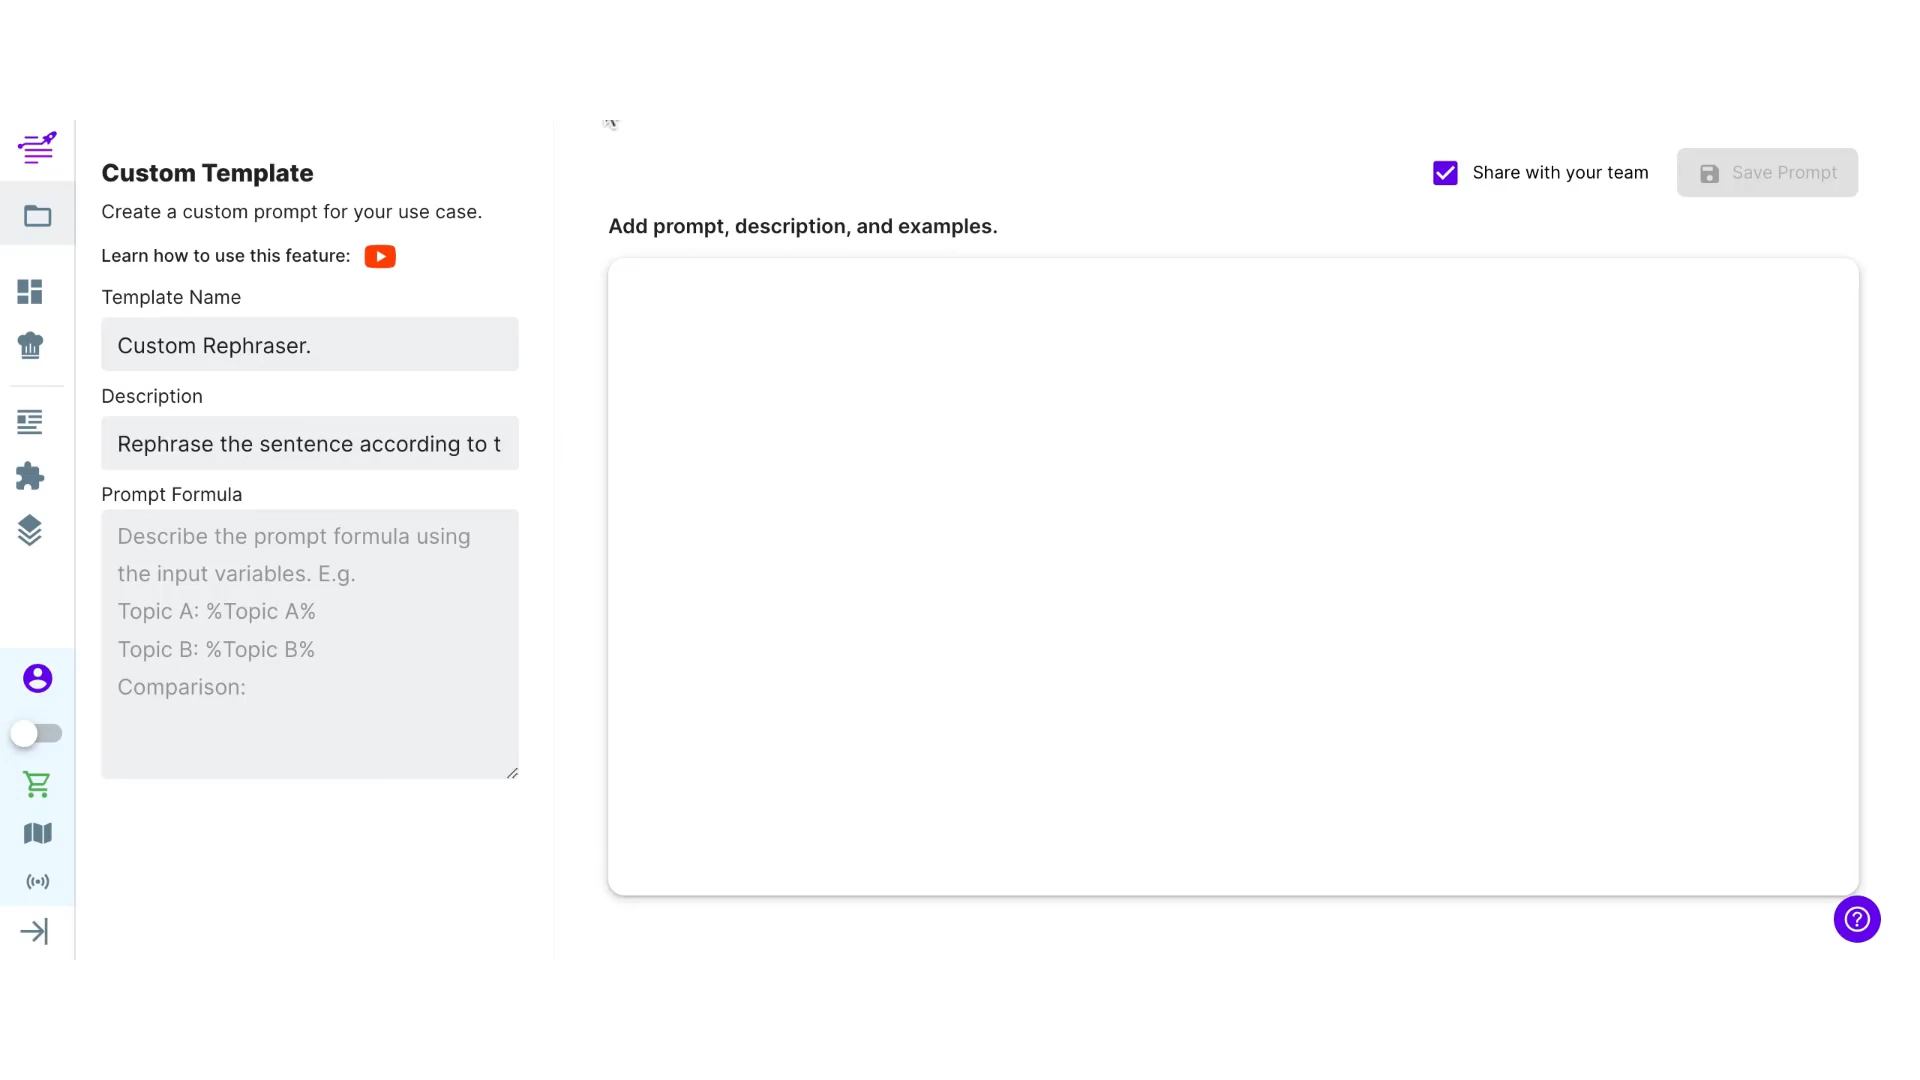 Custom Template
Create a custom prompt for your use case.
Learn how to use this feature:
Template Name
Custom Rephraser.
Description
Rephrase the sentence according to t
Prompt Formula
Describe the prompt formula using
the input variables. E.g.
Topic A: %Topic A%
Topic B: %Topic B%
Comparison:
Share with your team
Save Prompt
Add prompt, description, and examples.